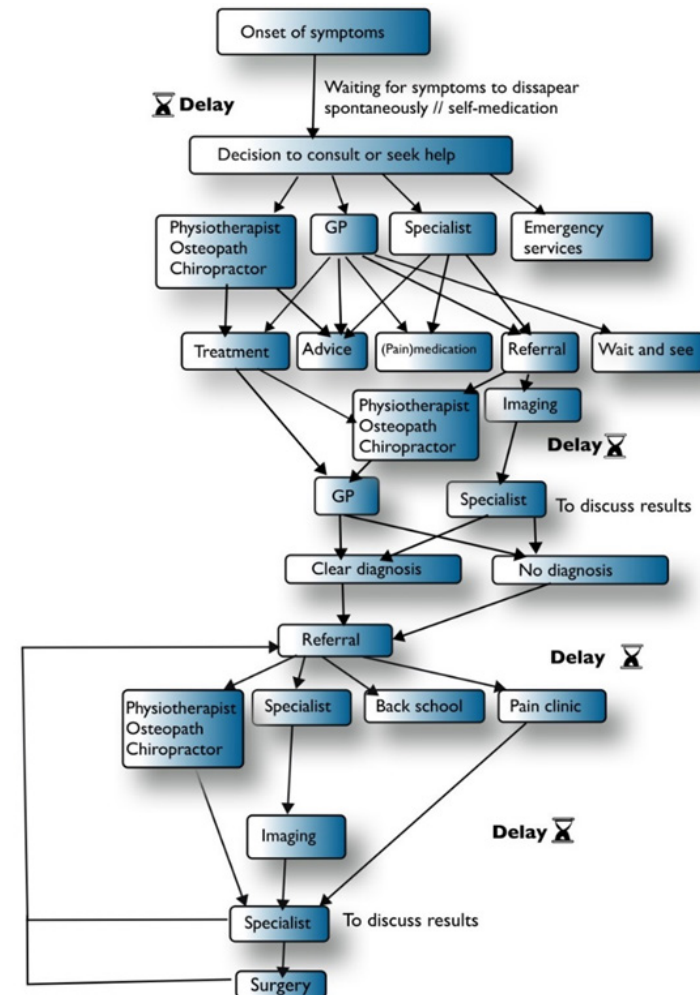 Onset of symptoms
Waiting for symptoms to dissapear
spontaneously // self-medication
Delay
Decision to consult or seek help
Physiotherapist
Osteopath
Chiropractor
GP
Specialist
Emergency
services
Treatment
Advice
(Pain)medication
Referral
Wait and see
Physiotherapist
Osteopath
Chiropractor
Imaging
Delay
GP
Specialist
To discuss results
Clear diagnosis
No diagnosis
Referral
Delay
Physiotherapist
Osteopath
Chiropractor
Specialist
Back school
Pain clinic
Imaging
Delay
Specialist
To discuss results
Surgery